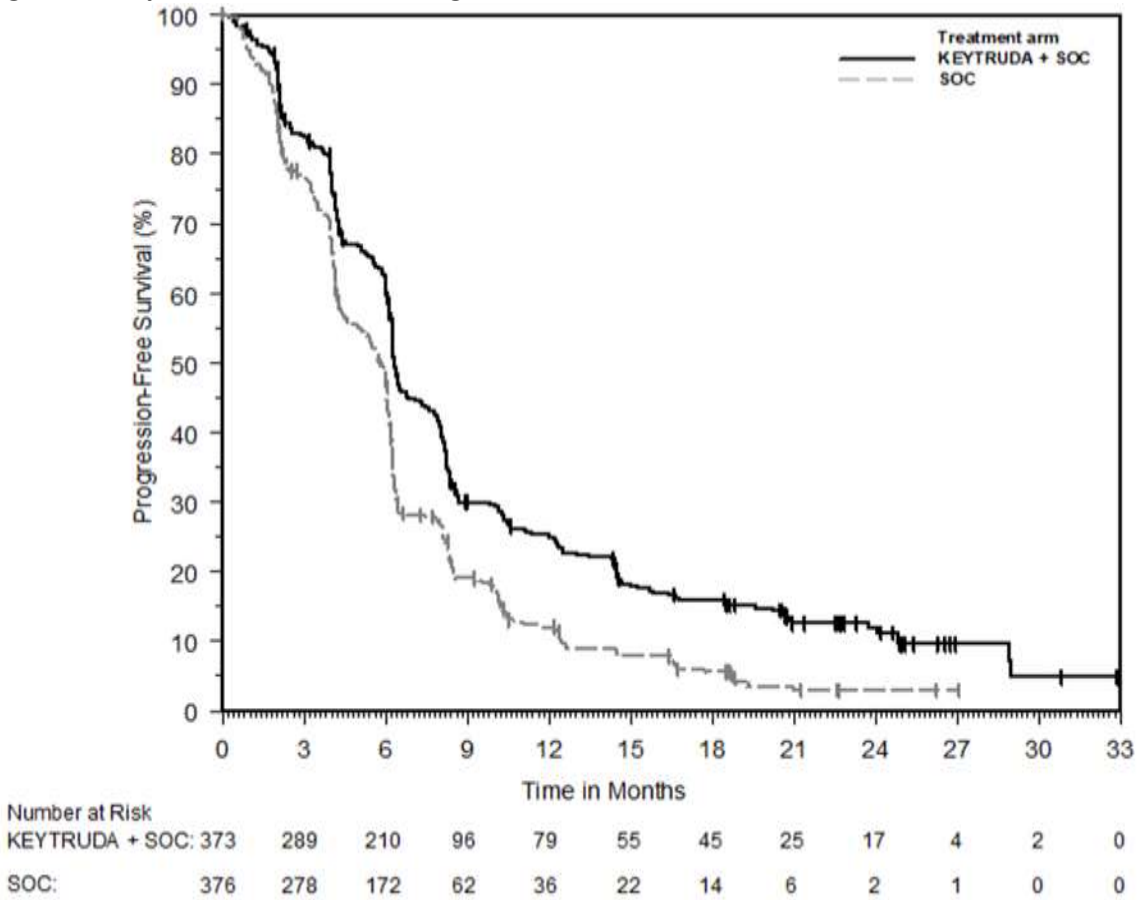 Treatment arm
KEYTRUDA + SOC
SOC
Progression-Free Survival (%)
100
90
80
70
60
50
40
30
20
10
0
0 3 6 9 12 15 18 21 24 27 30 33
Time in Months
Number at Risk
KEYTRUDA + SOC: 373 289 210 96 79 55 45 25 17 4 2 0
SOC: 376 278 172 62 36 22 14 6 2 1 0 0